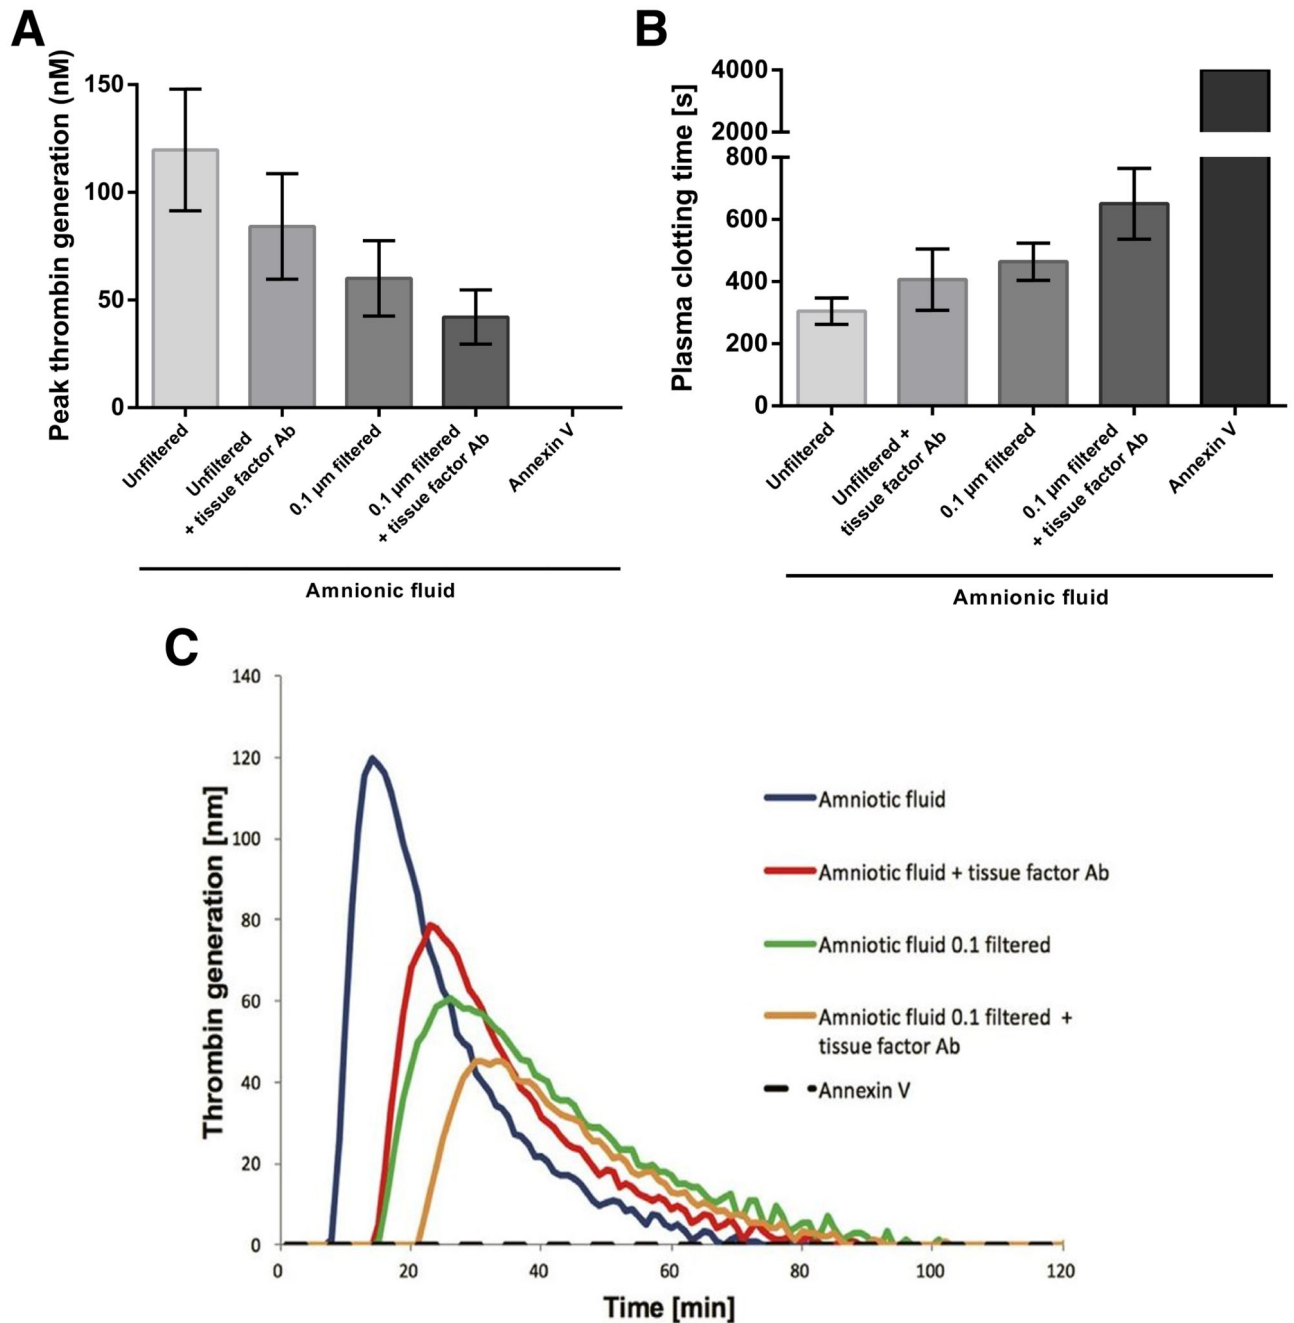 A
Peak thrombin generation (nM)
150
100
50
0
Unfiltered
Unfiltered
+ tissue factor Ab
0.1 µm filtered
0.1 µm filtered
+ tissue factor Ab
Annexin V
Amnionic fluid
B
Plasma clotting time [s]
4000
2000
800
600
400
200
0
Unfiltered
Unfiltered +
tissue factor Ab
0.1 µm filtered
0.1 µm filtered
+ tissue factor Ab
Annexin V
Amnionic fluid
C
Thrombin generation [nm]
140
120
100
80
60
40
20
0
0 20 40 60 80 100 120
Time [min]
Amniotic fluid
Amniotic fluid + tissue factor Ab
Amniotic fluid 0.1 filtered
Amniotic fluid 0.1 filtered +
tissue factor Ab
Annexin V